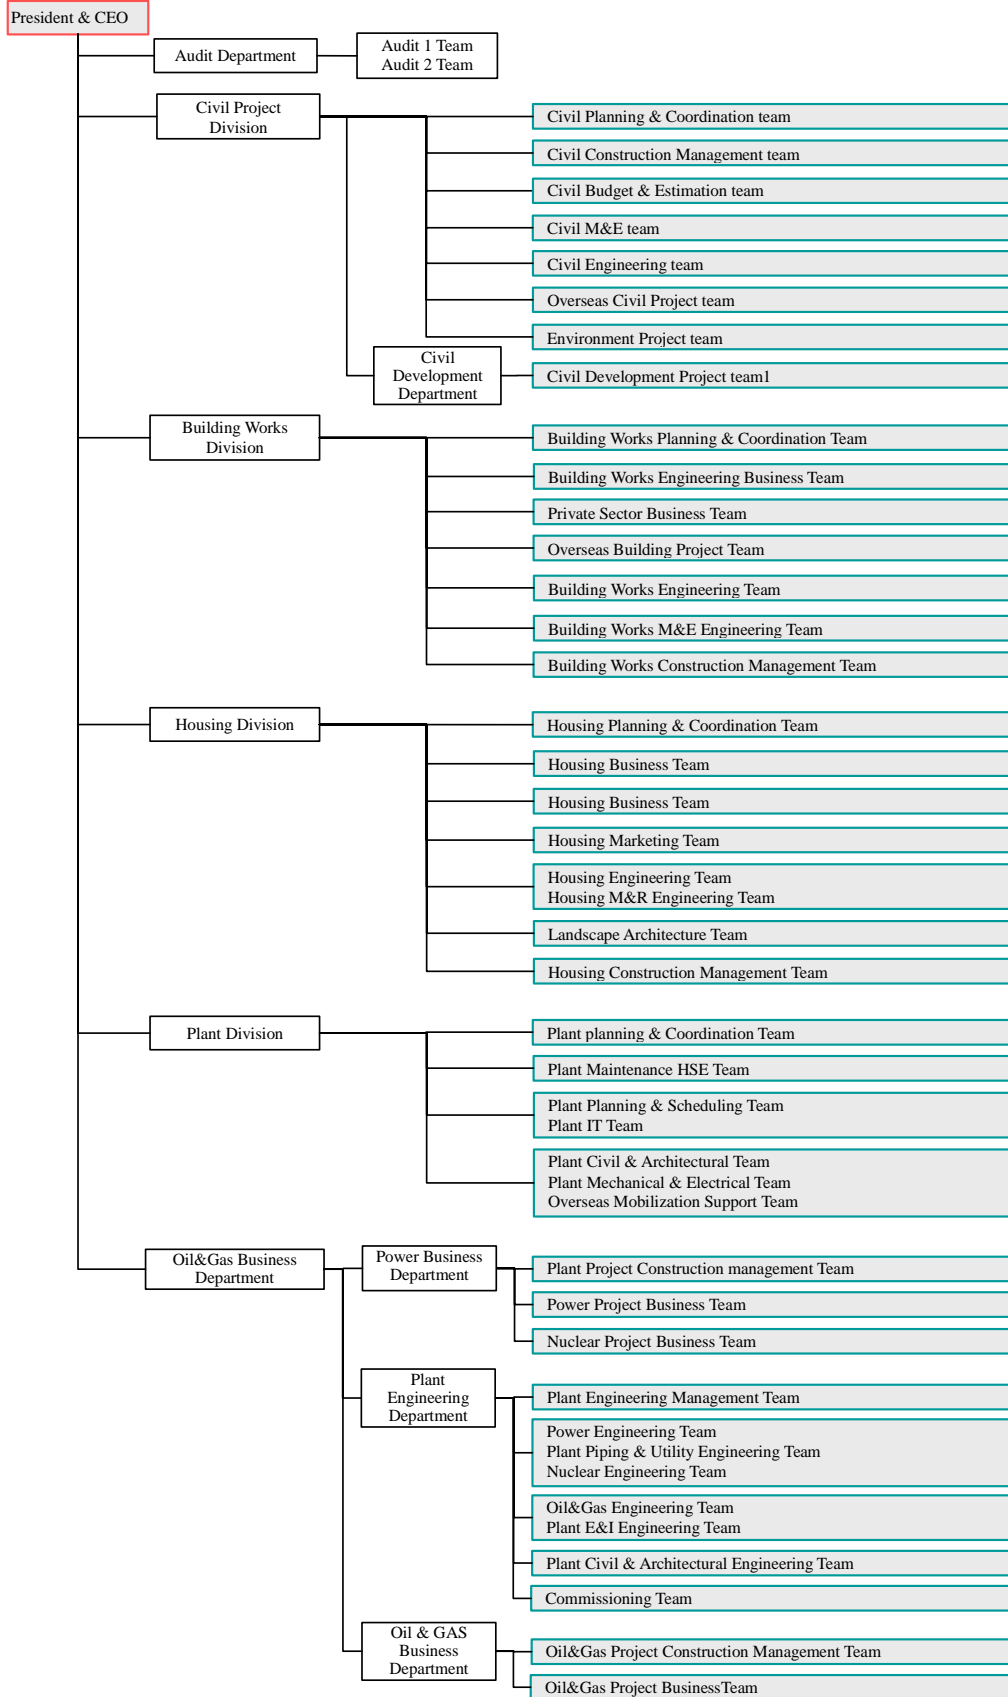 President & CEO
Audit Department
Audit 1 Team
Audit 2 Team
Civil Project
Division
Civil Planning & Coordination team
Civil Construction Management team
Civil Budget & Estimation team
Civil M&E team
Civil Engineering team
Overseas Civil Project team
Environment Project team
Civil
Development
Department
Civil Development Project team1
Building Works
Division
Building Works Planning & Coordination Team
Building Works Engineering Business Team
Private Sector Business Team
Overseas Building Project Team
Building Works Engineering Team
Building Works M&E Engineering Team
Building Works Construction Management Team
Housing Division
Housing Planning & Coordination Team
Housing Business Team
Housing Business Team
Housing Marketing Team
Housing Engineering Team
Housing M&R Engineering Team
Landscape Architecture Team
Housing Construction Management Team
Plant Division
Plant planning & Coordination Team
Plant Maintenance HSE Team
Plant Planning & Scheduling Team
Plant IT Team
Plant Civil & Architectural Team
Plant Mechanical & Electrical Team
Overseas Mobilization Support Team
Oil&Gas Business
Department
Power Business
Department
Plant Project Construction management Team
Power Project Business Team
Nuclear Project Business Team
Plant
Engineering
Department
Plant Engineering Management Team
Power Engineering Team
Plant Piping & Utility Engineering Team
Nuclear Engineering Team
Oil&Gas Engineering Team
Plant E&I Engineering Team
Plant Civil & Architectural Engineering Team
Commissioning Team
Oil & GAS
Business
Department
Oil&Gas Project Construction Management Team
Oil&Gas Project BusinessTeam